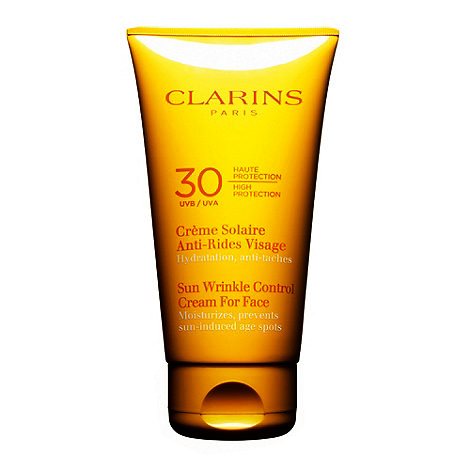 CLARINS
PARIS
30
UVB / UVA
HAUTE
PROTECTION
HIGH
PROTECTION
Crème Solaire
Anti-Rides Visage
Hydratation, anti-taches
Sun Wrinkle Control
Cream For Face
Moisturizes, prevents
sun-induced age spots